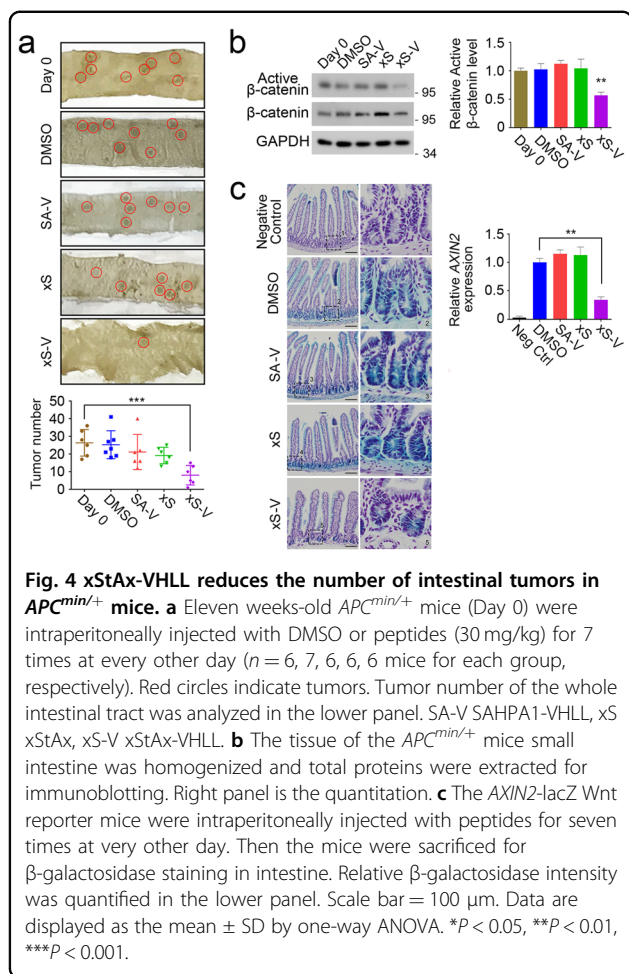 a
Day 0
DMSO
SA-V
xS
xS-V
Tumor number
50
40
30
20
10
0
***
Day 0
DMSO
SA-V
xS
xS-V
b
Day 0
DMSO
SA-V
xS
xS-V
Active
β-catenin
- 95
β-catenin
- 95
GAPDH
- 34
Relative Active
β-catenin level
1.5
1.0
0.5
0.0
**
Day 0
DMSO
SA-V
xS
xS-V
c
Negative
Control
1
DMSO
2
2
SA-V
3
3
xS
4
xS-V
5
Relative AXIN2
expression
1.5
1.0
0.5
0.0
**
Neg Ctrl
DMSO
SA-V
xS
xS-V
Fig. 4 xStAx-VHLL reduces the number of intestinal tumors in
APCmin/+ mice. a Eleven weeks-old APCmin/+ mice (Day 0) were
intraperitoneally injected with DMSO or peptides (30 mg/kg) for 7
times at every other day (n = 6, 7, 6, 6, 6 mice for each group,
respectively). Red circles indicate tumors. Tumor number of the whole
intestinal tract was analyzed in the lower panel. SA-V SAHPA1-VHLL, xS
xStAx, xS-V xStAx-VHLL. b The tissue of the APCmin/+ mice small
intestine was homogenized and total proteins were extracted for
immunoblotting. Right panel is the quantitation. c The AXIN2-lacZ Wnt
reporter mice were intraperitoneally injected with peptides for seven
times at very other day. Then the mice were sacrificed for
β-galactosidase staining in intestine. Relative β-galactosidase intensity
was quantified in the lower panel. Scale bar = 100 μm. Data are
displayed as the mean ± SD by one-way ANOVA. *P < 0.05, **P < 0.01,
***P < 0.001.